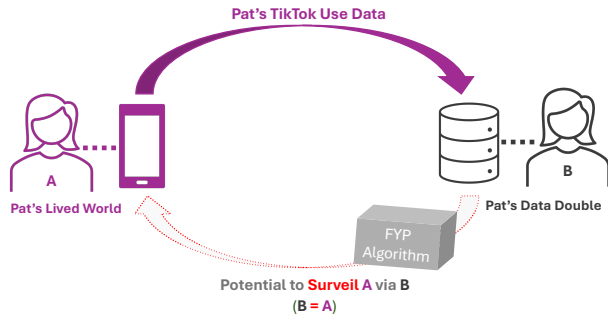 Pat's TikTok Use Data
A
B
Pat's Lived World
Pat's Data Double
FYP
Algorithm
Potential to Surveil A via B
(B = A)